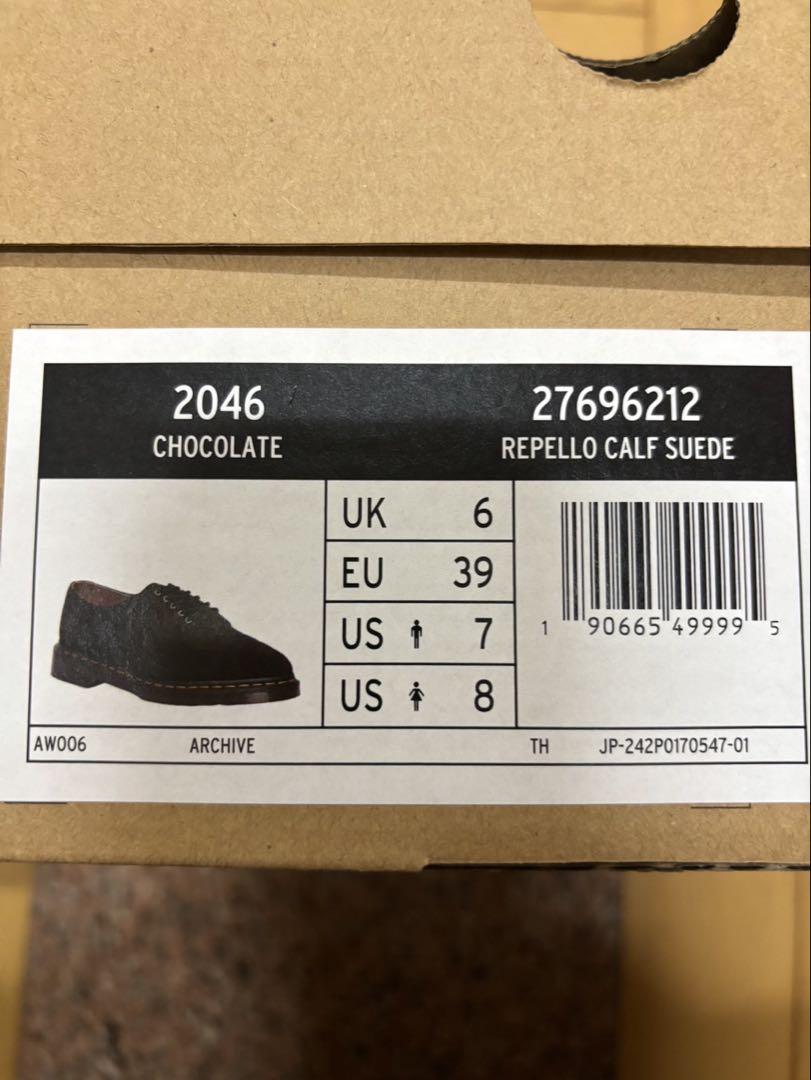 2046
CHOCOLATE
27696212
REPELLO CALF SUEDE
UK 6
EU 39
US 7
US 8
1 90665 49999 5
AW006 ARCHIVE TH JP-242P0170547-01